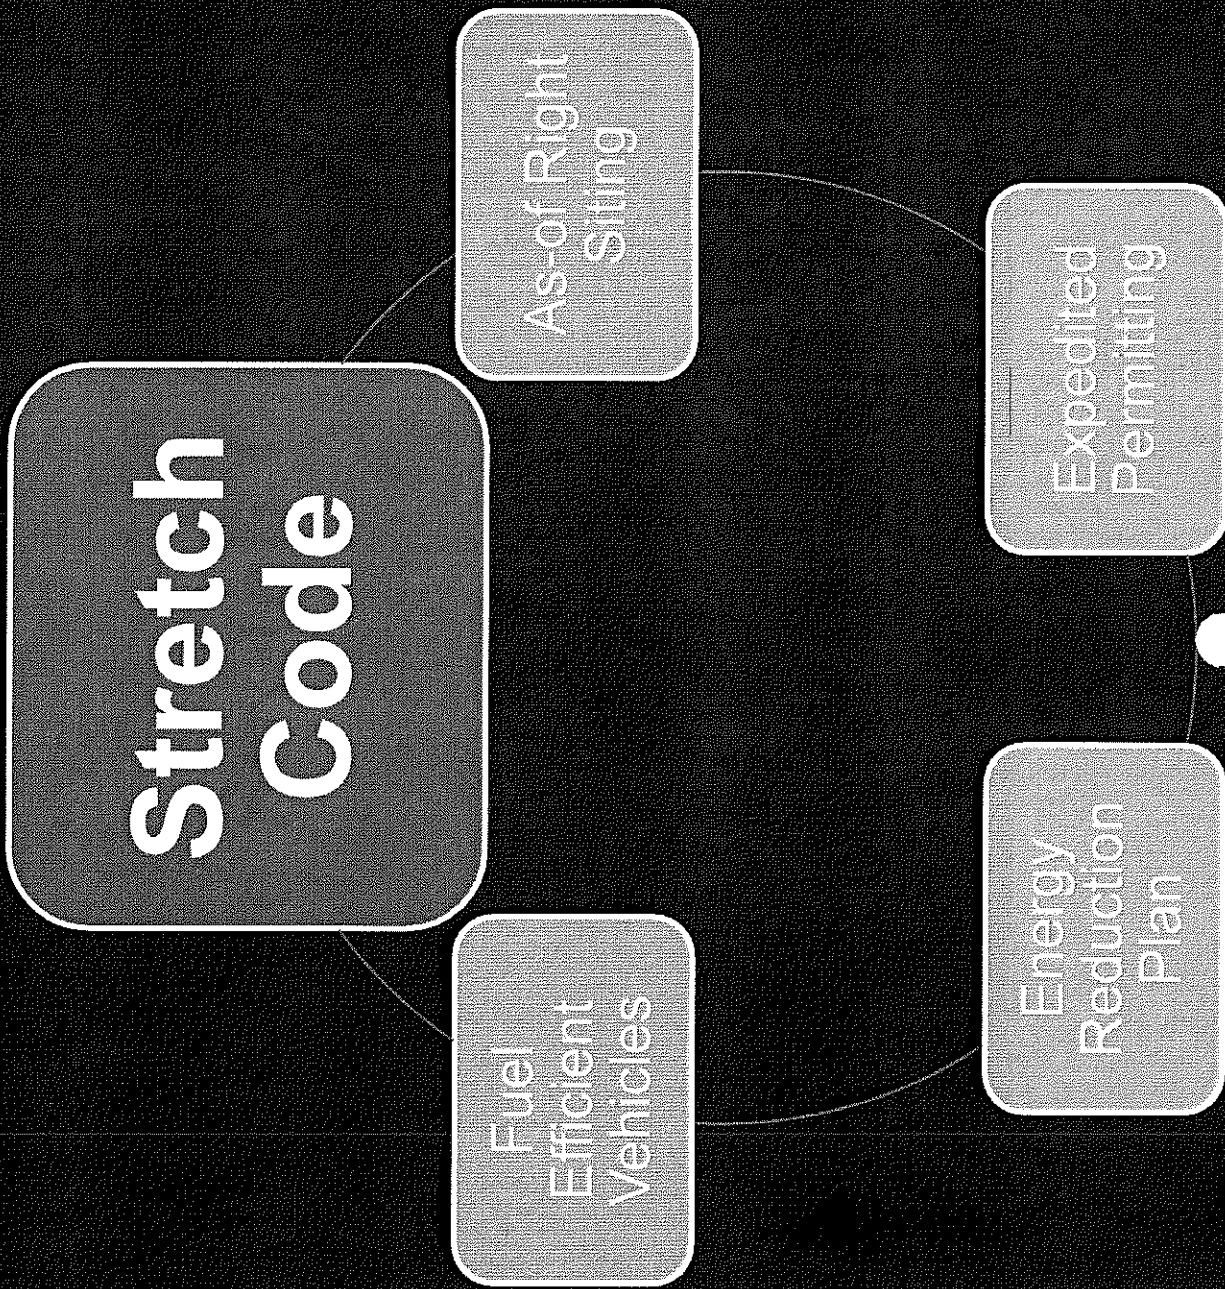 Stretch
Code
As-of Right
Siting
Expedited
Permitting
Energy
Reduction
Plan
Fuel
Efficient
Vehicles